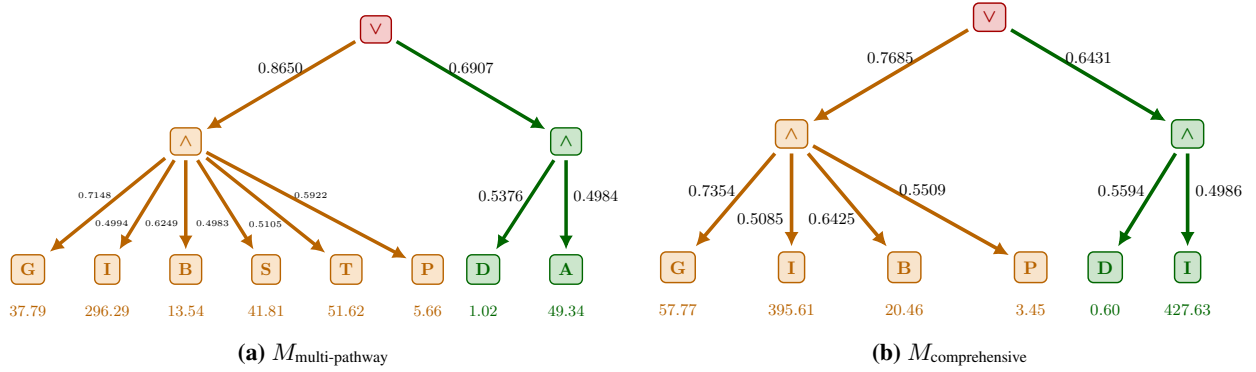 ∨
0.8650 0.6907
∧ ∧
0.7148 0.4994 0.6249 0.4983 0.5105 0.5922 0.5376 0.4984
G I B S T P D A
37.79 296.29 13.54 41.81 51.62 5.66 1.02 49.34
(a) M_multi-pathway
∨
0.7685 0.6431
∧ ∧
0.7354 0.5085 0.6425 0.5509 0.5594 0.4986
G I B P D I
57.77 395.61 20.46 3.45 0.60 427.63
(b) M_comprehensive